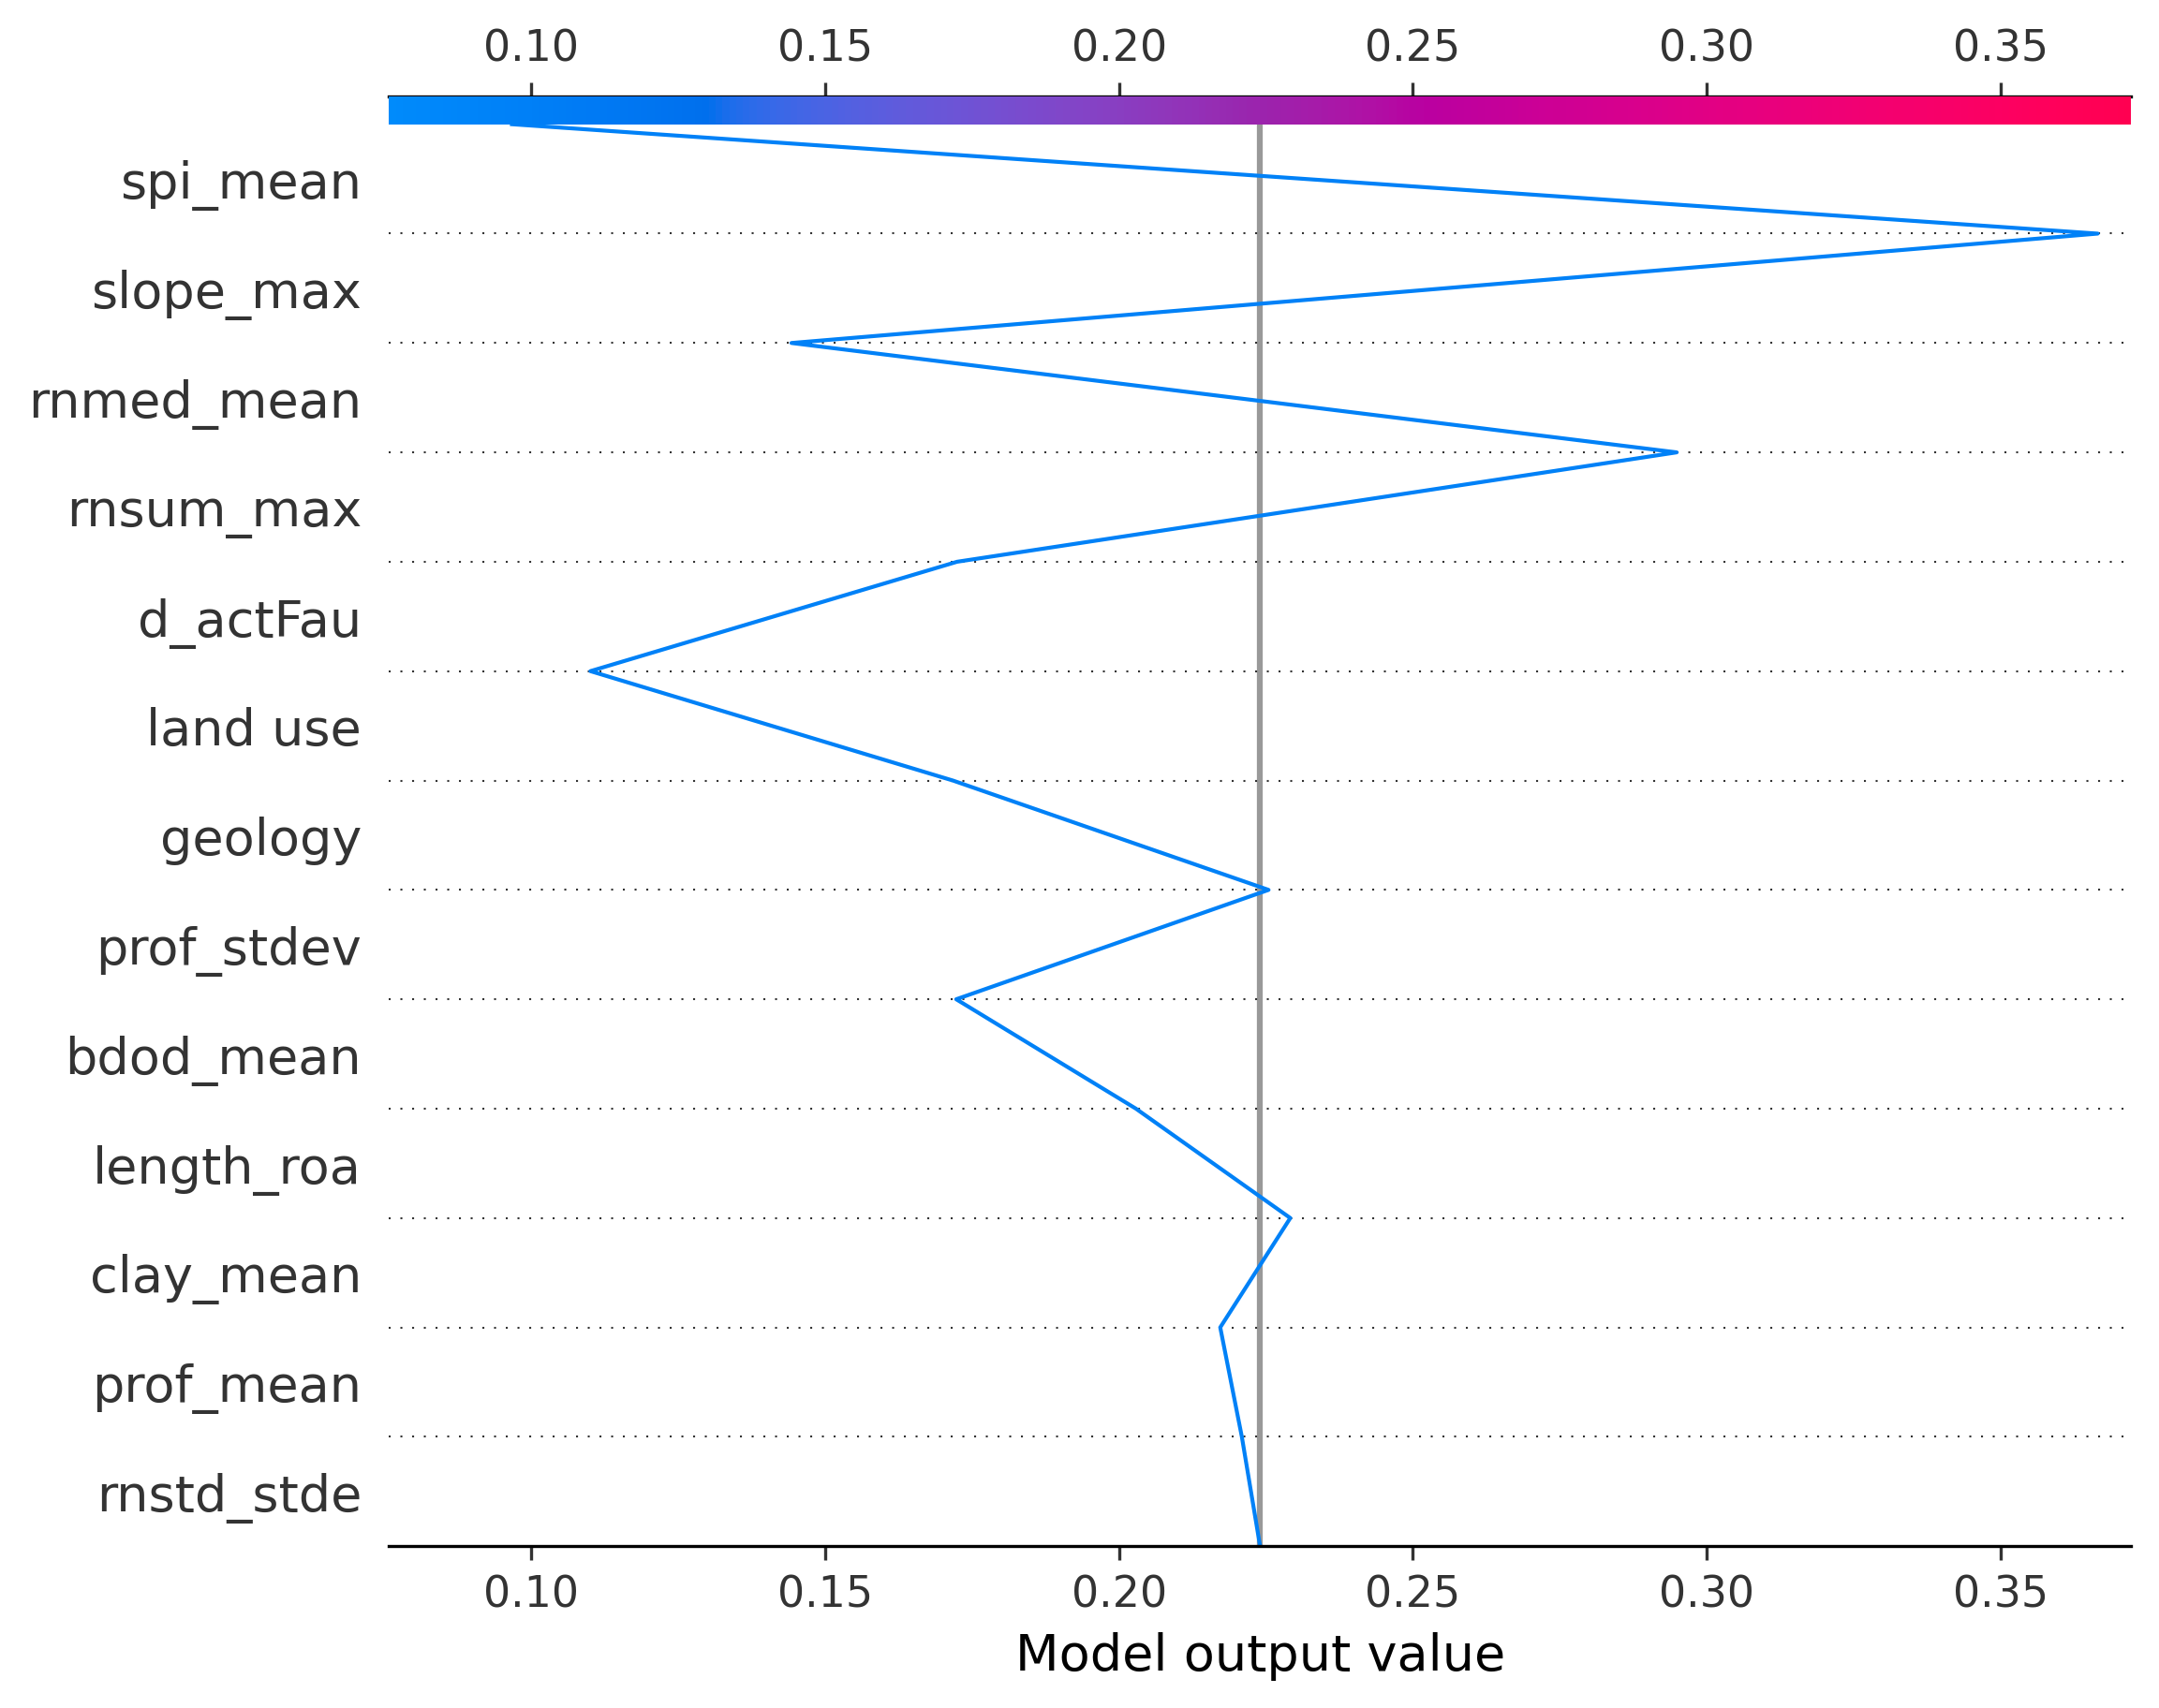 0.10 0.15 0.20 0.25 0.30 0.35
spi_mean
slope_max
rnmed_mean
rnsum_max
d_actFau
land use
geology
prof_stdev
bdod_mean
length_roa
clay_mean
prof_mean
rnstd_stde
0.10 0.15 0.20 0.25 0.30 0.35
Model output value